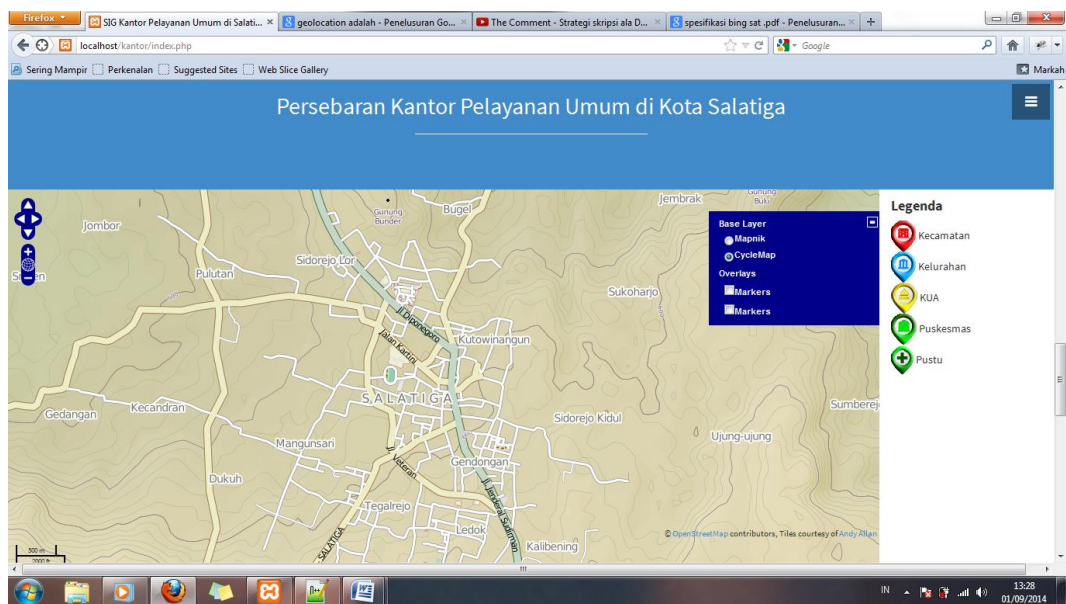 Firefox
SIG Kantor Pelayanan Umum di Salati...
geolocation adalah - Penelusuran Go...
The Comment - Strategi skripsi ala D...
spesifikasi bing sat .pdf - Penelusuran...
localhost/kantor/index.php
Google
Sering Mampir Perkenalan Suggested Sites Web Slice Gallery Markah
Persebaran Kantor Pelayanan Umum di Kota Salatiga
Jembrak
Gunung
Bulu
Gunung
Bunder
Bugel
Jombor
Sidorejo Lor
Pulutan
Sukoharjo
Jl Diponegoro
Jalan Kartini
Kutowinangun
SALATIGA
Gedangan
Kecandran
Sidorejo Kidul
Sumberej
Mangunsari
Ujung-ujung
Jl. Veteran
Gendongan
Dukuh
Tegalrejo
Jl. Jenderal Sudirman
Ledok
SALATIGA
Kalibening
Base Layer
Mapnik
CycleMap
Overlays
Markers
Markers
© OpenStreetMap contributors, Tiles courtesy of Andy Allan
500 m
2000 ft
Legenda
Kecamatan
Kelurahan
KUA
Puskesmas
Pustu
IN
13:28
01/09/2014